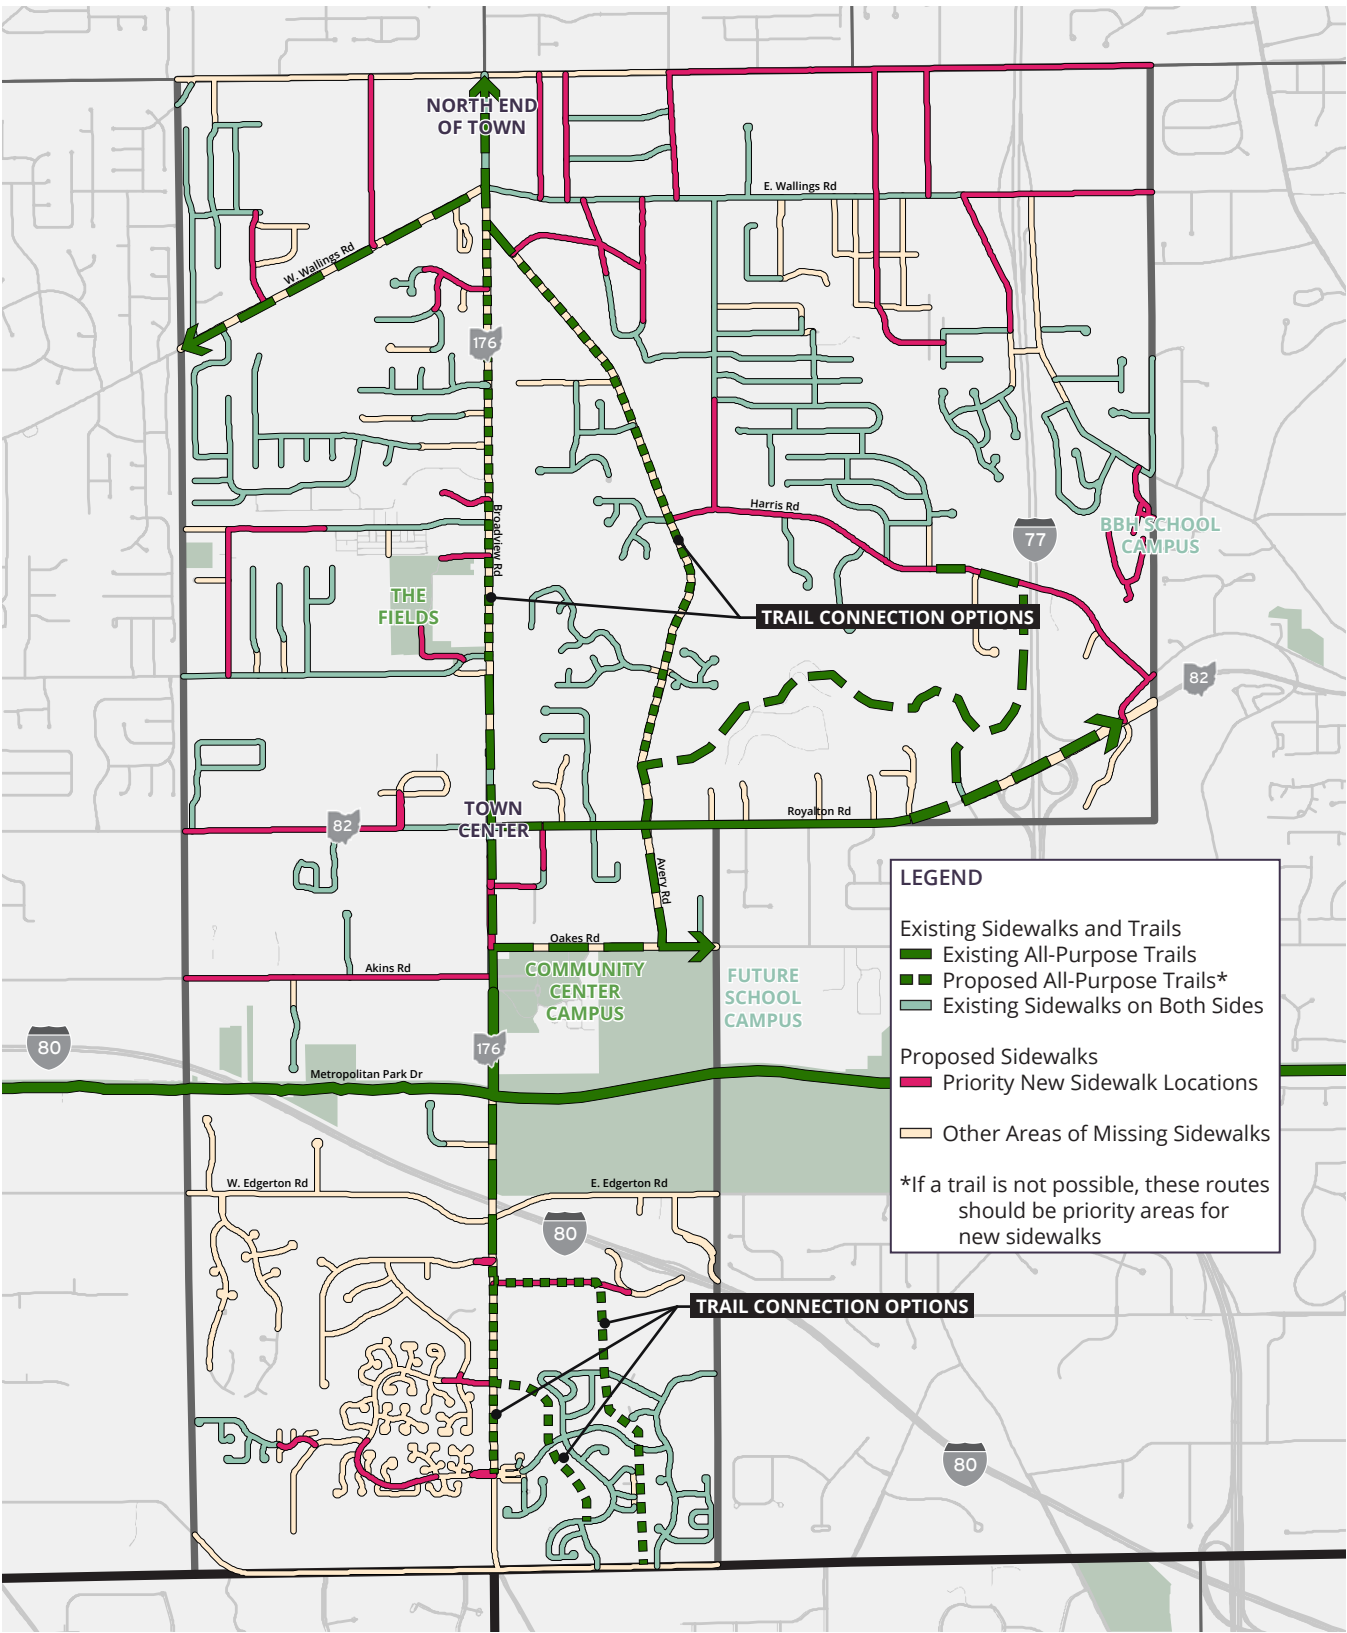 NORTH END
OF TOWN
E. Wallings Rd
W. Wallings Rd
176
Broadview Rd
Harris Rd
77
BBH SCHOOL
CAMPUS
THE
FIELDS
TRAIL CONNECTION OPTIONS
82
TOWN
CENTER
82
Royalton Rd
Avery Rd
Oakes Rd
Akins Rd
COMMUNITY
CENTER
CAMPUS
FUTURE
SCHOOL
CAMPUS
80
176
Metropolitan Park Dr
W. Edgerton Rd
E. Edgerton Rd
80
TRAIL CONNECTION OPTIONS
80
LEGEND
Existing Sidewalks and Trails
Existing All-Purpose Trails
Proposed All-Purpose Trails*
Existing Sidewalks on Both Sides
Proposed Sidewalks
Priority New Sidewalk Locations
Other Areas of Missing Sidewalks
*If a trail is not possible, these routes
should be priority areas for
new sidewalks